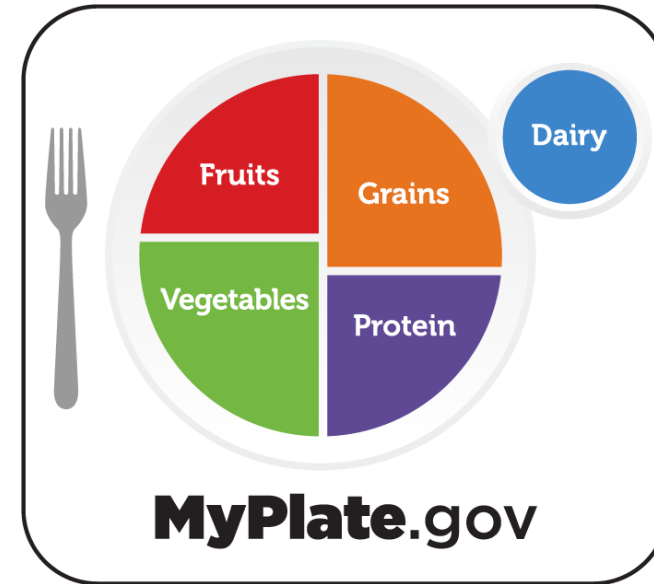 Fruits
Grains
Dairy
Vegetables
Protein
MyPlate.gov